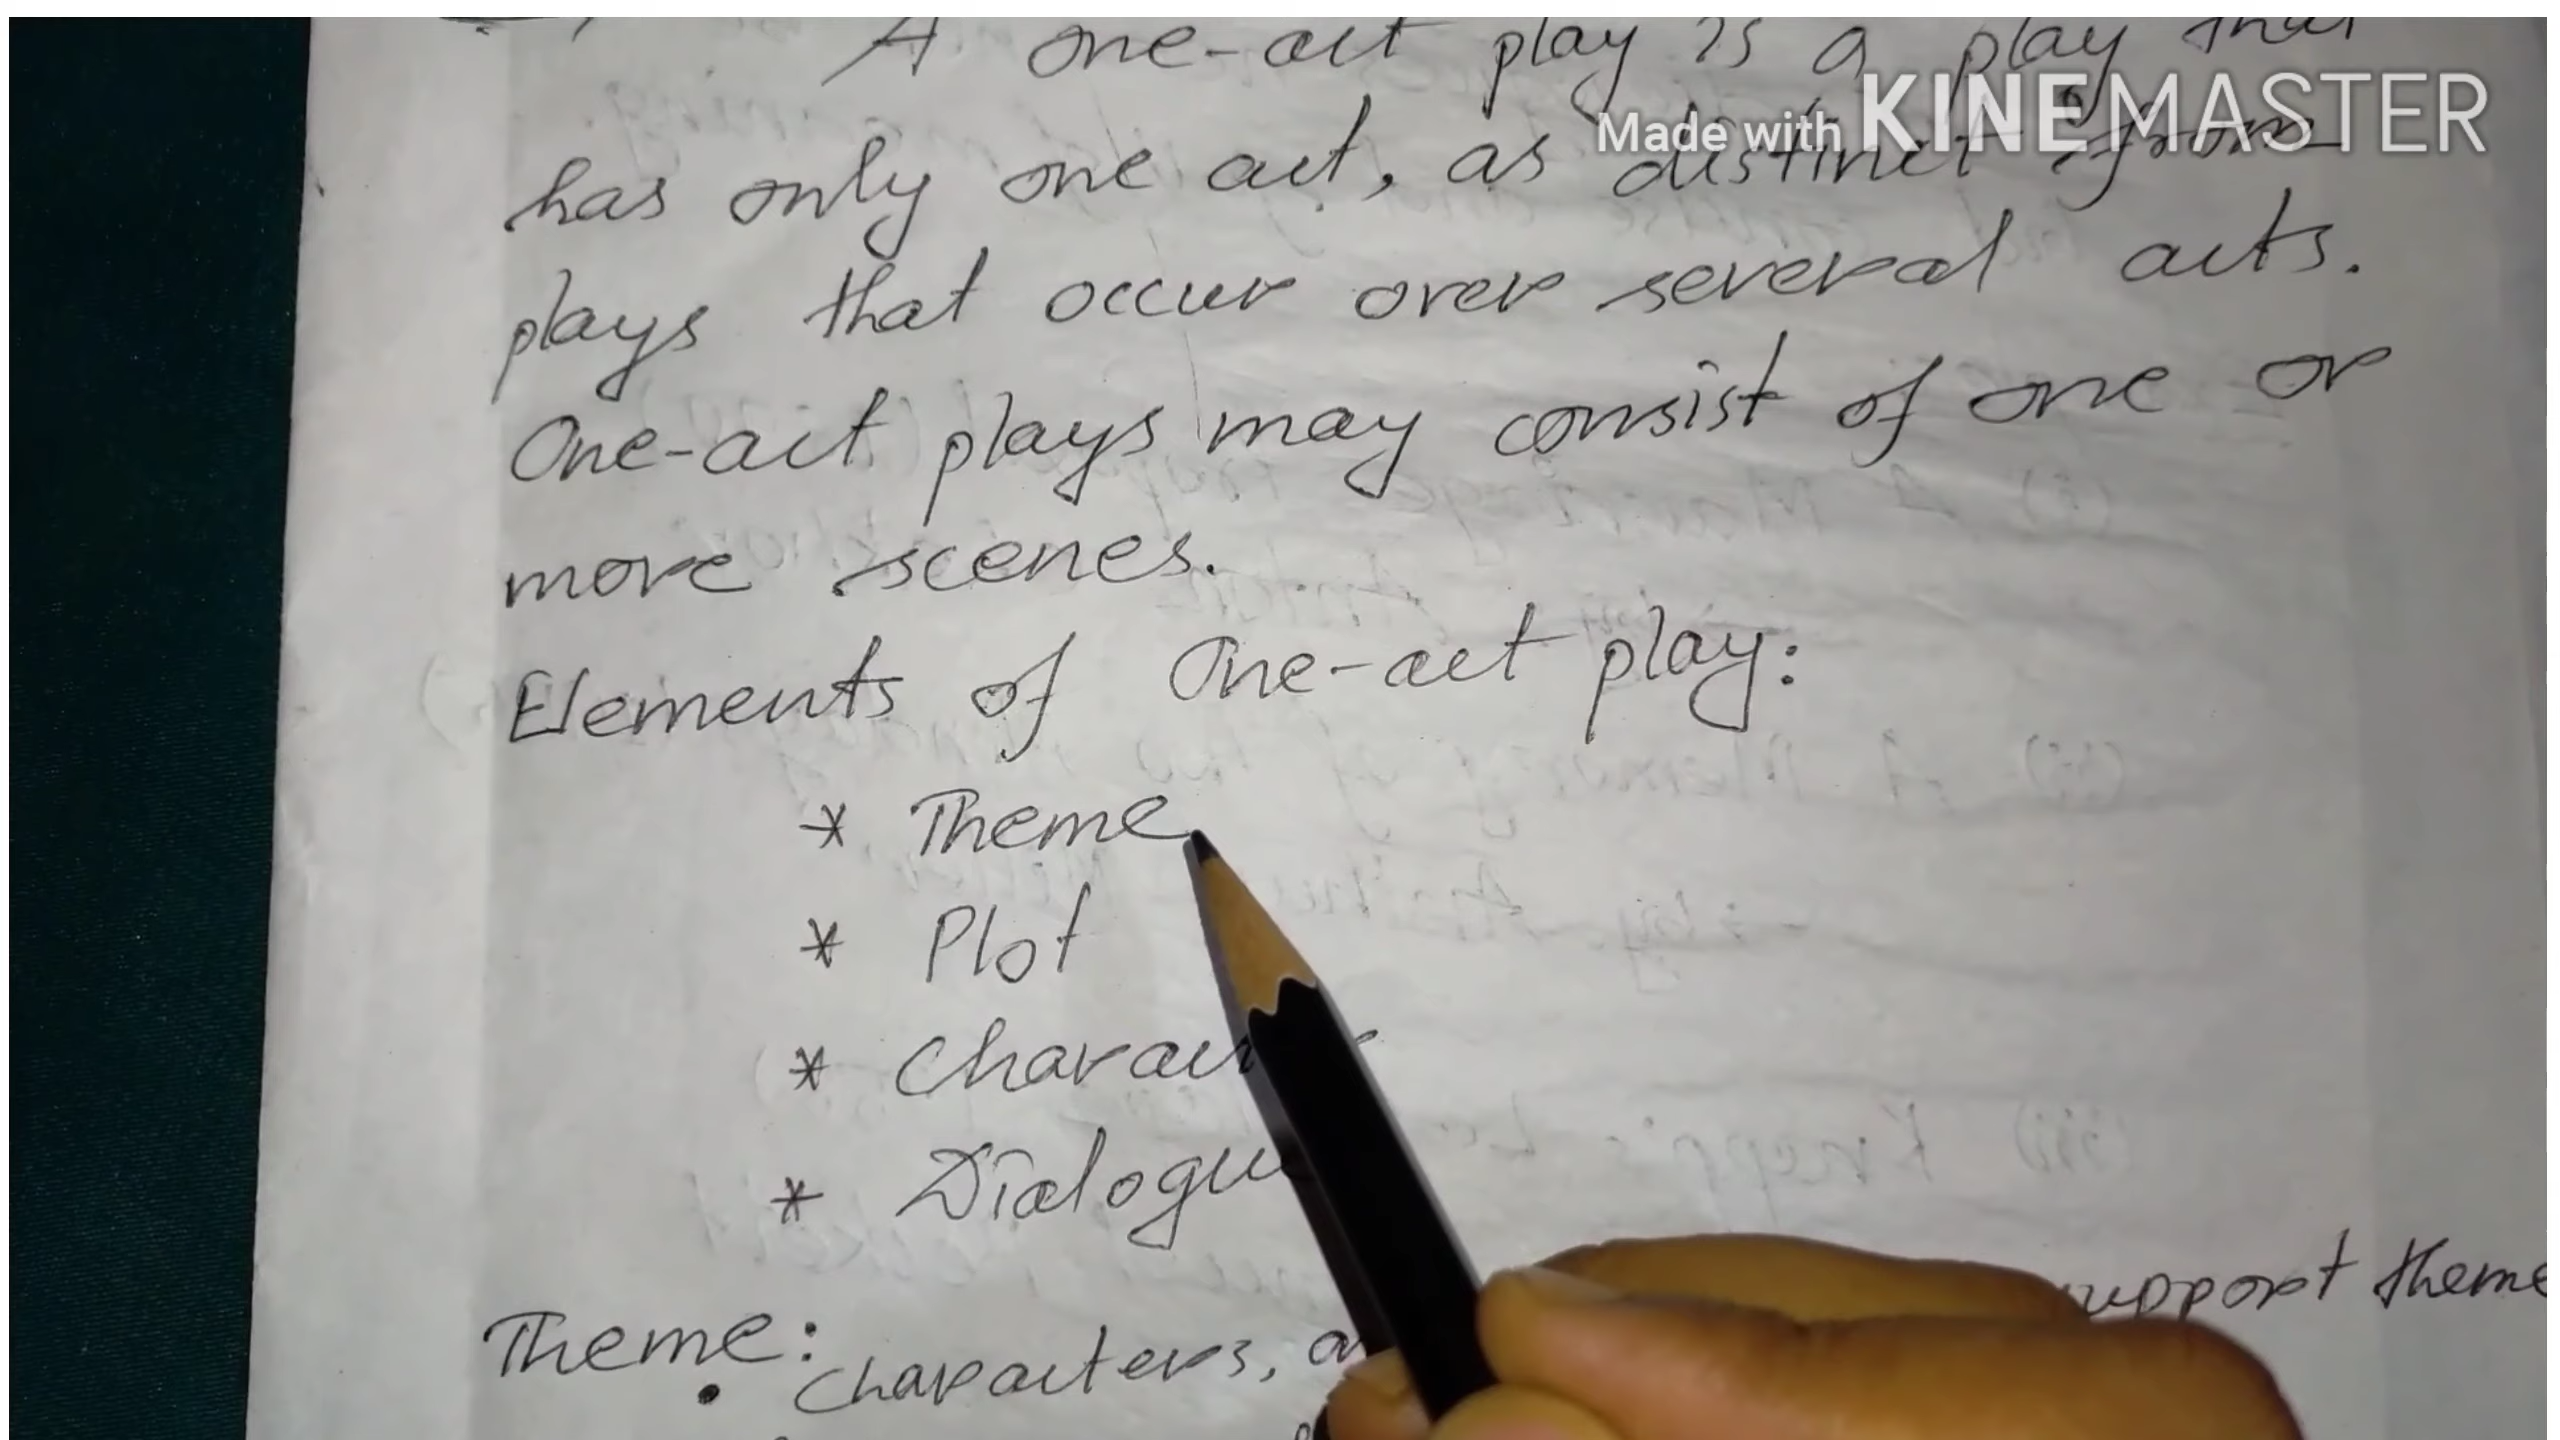 A one-act play is a play that
Made with KINEMASTER
has only one act, as distinct from
plays that occur over several acts.
One-act plays may consist of one or
more scenes.
Elements of One-act play:
* Theme
* Plot
* Charac
* Dialogu
Theme:
• Characters, support theme